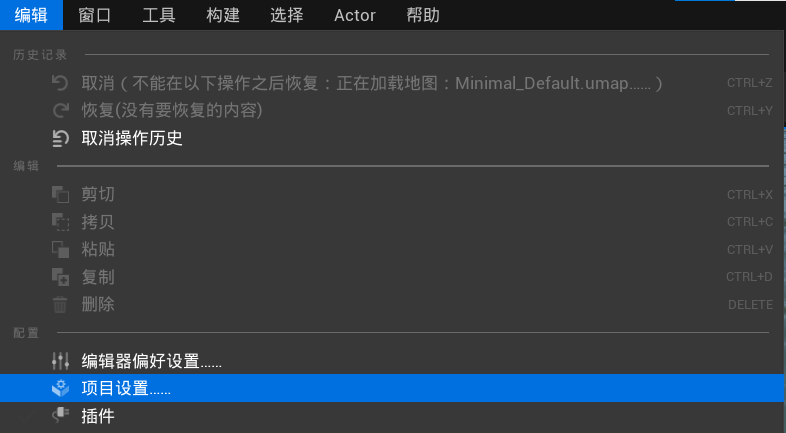 编辑 窗口 工具 构建 选择 Actor 帮助
历史记录
取消（不能在以下操作之后恢复：正在加载地图：Minimal_Default.umap......） CTRL+Z
恢复(没有要恢复的内容) CTRL+Y
取消操作历史
编辑
剪切 CTRL+X
拷贝 CTRL+C
粘贴 CTRL+V
复制 CTRL+D
删除 DELETE
配置
编辑器偏好设置......
项目设置......
插件